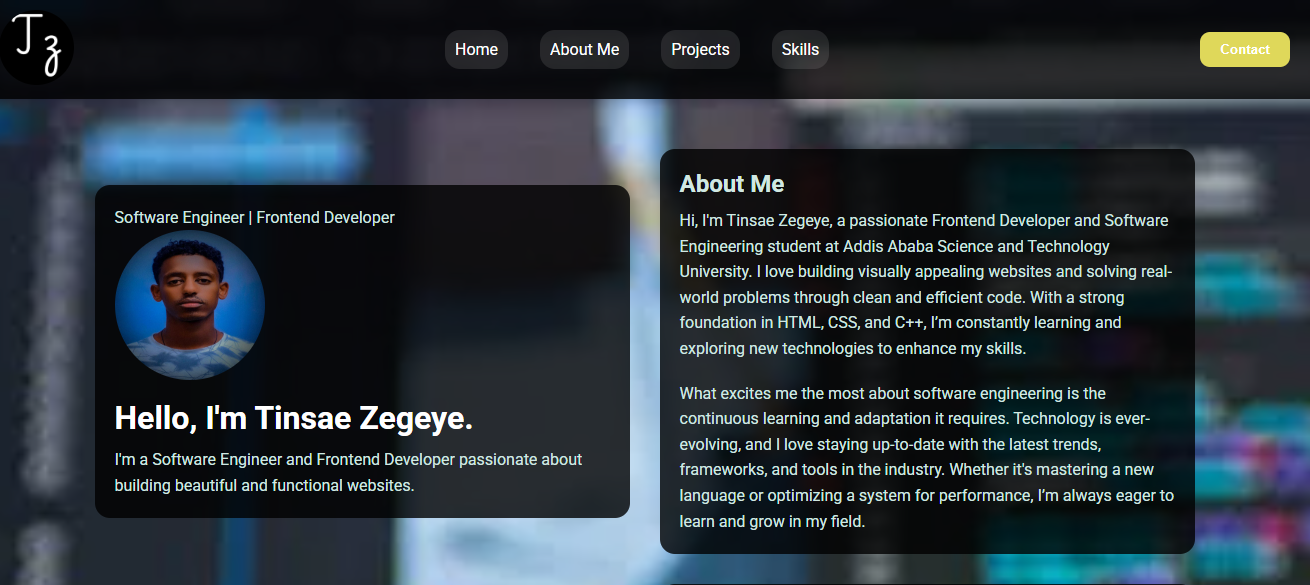 Tz
Home
About Me
Projects
Skills
Contact
Software Engineer | Frontend Developer
Hello, I'm Tinsae Zegeye.
I'm a Software Engineer and Frontend Developer passionate about
building beautiful and functional websites.
About Me
Hi, I'm Tinsae Zegeye, a passionate Frontend Developer and Software
Engineering student at Addis Ababa Science and Technology
University. I love building visually appealing websites and solving real-
world problems through clean and efficient code. With a strong
foundation in HTML, CSS, and C++, I’m constantly learning and
exploring new technologies to enhance my skills.
What excites me the most about software engineering is the
continuous learning and adaptation it requires. Technology is ever-
evolving, and I love staying up-to-date with the latest trends,
frameworks, and tools in the industry. Whether it's mastering a new
language or optimizing a system for performance, I’m always eager to
learn and grow in my field.